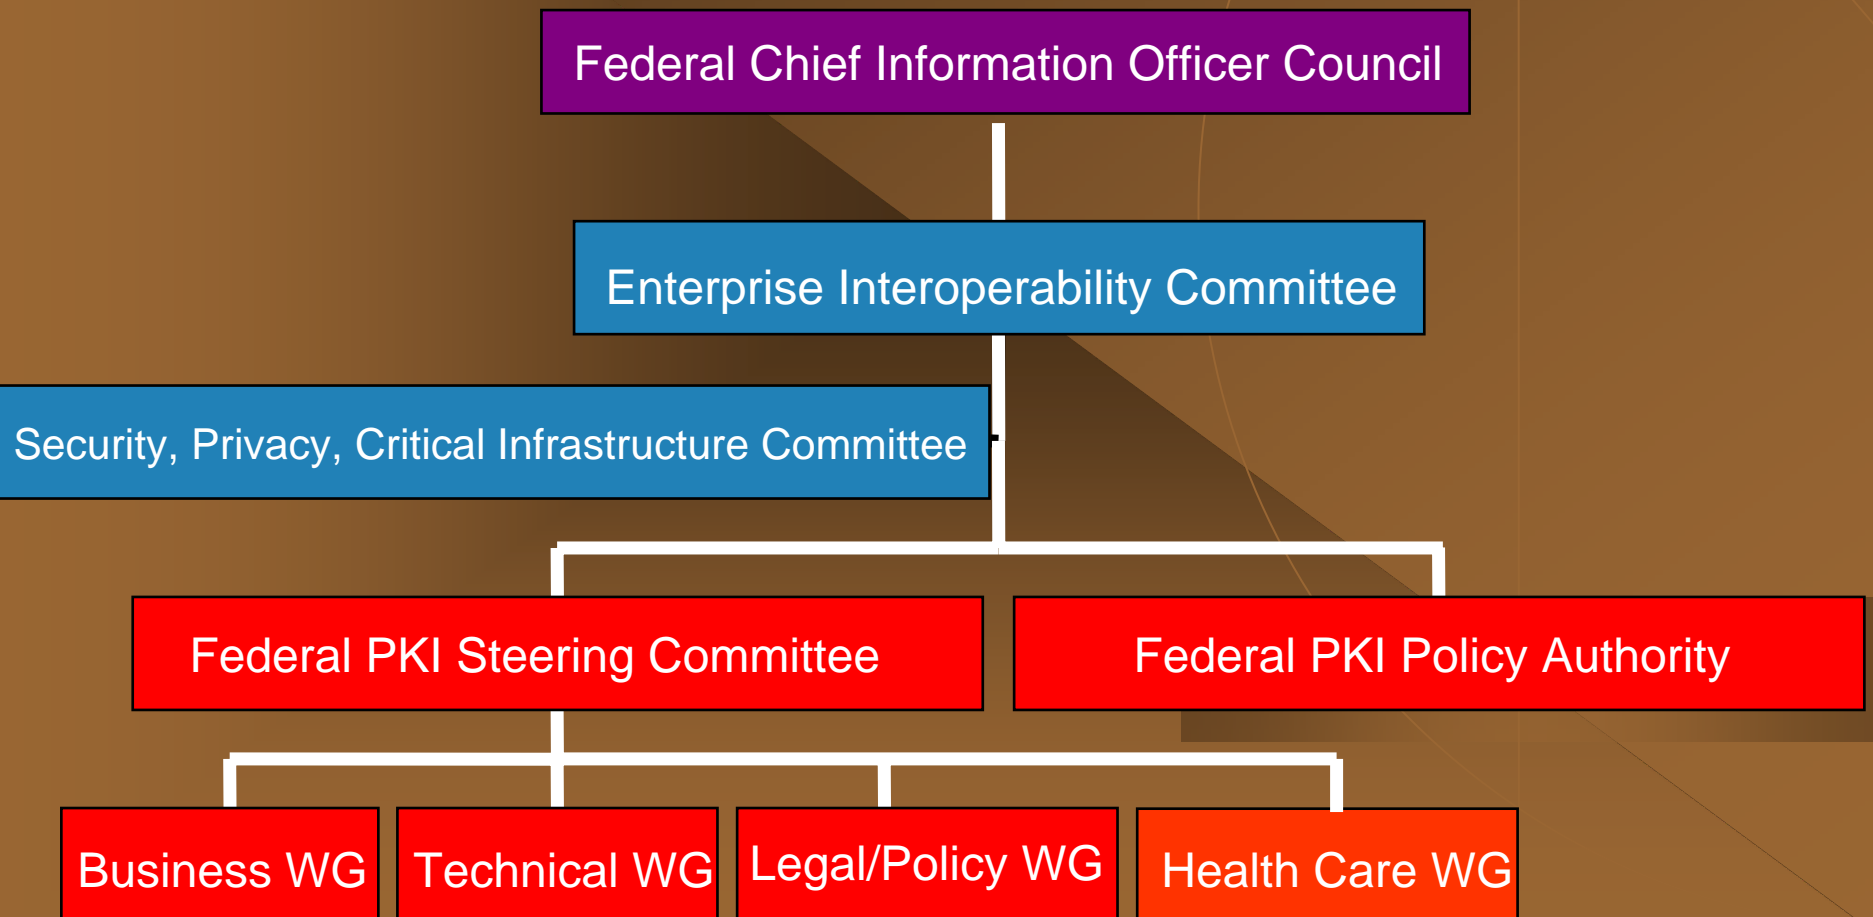 Federal Chief Information Officer Council
Enterprise Interoperability Committee
Security, Privacy, Critical Infrastructure Committee
Federal PKI Steering Committee
Federal PKI Policy Authority
Business WG
Technical WG
Legal/Policy WG
Health Care WG